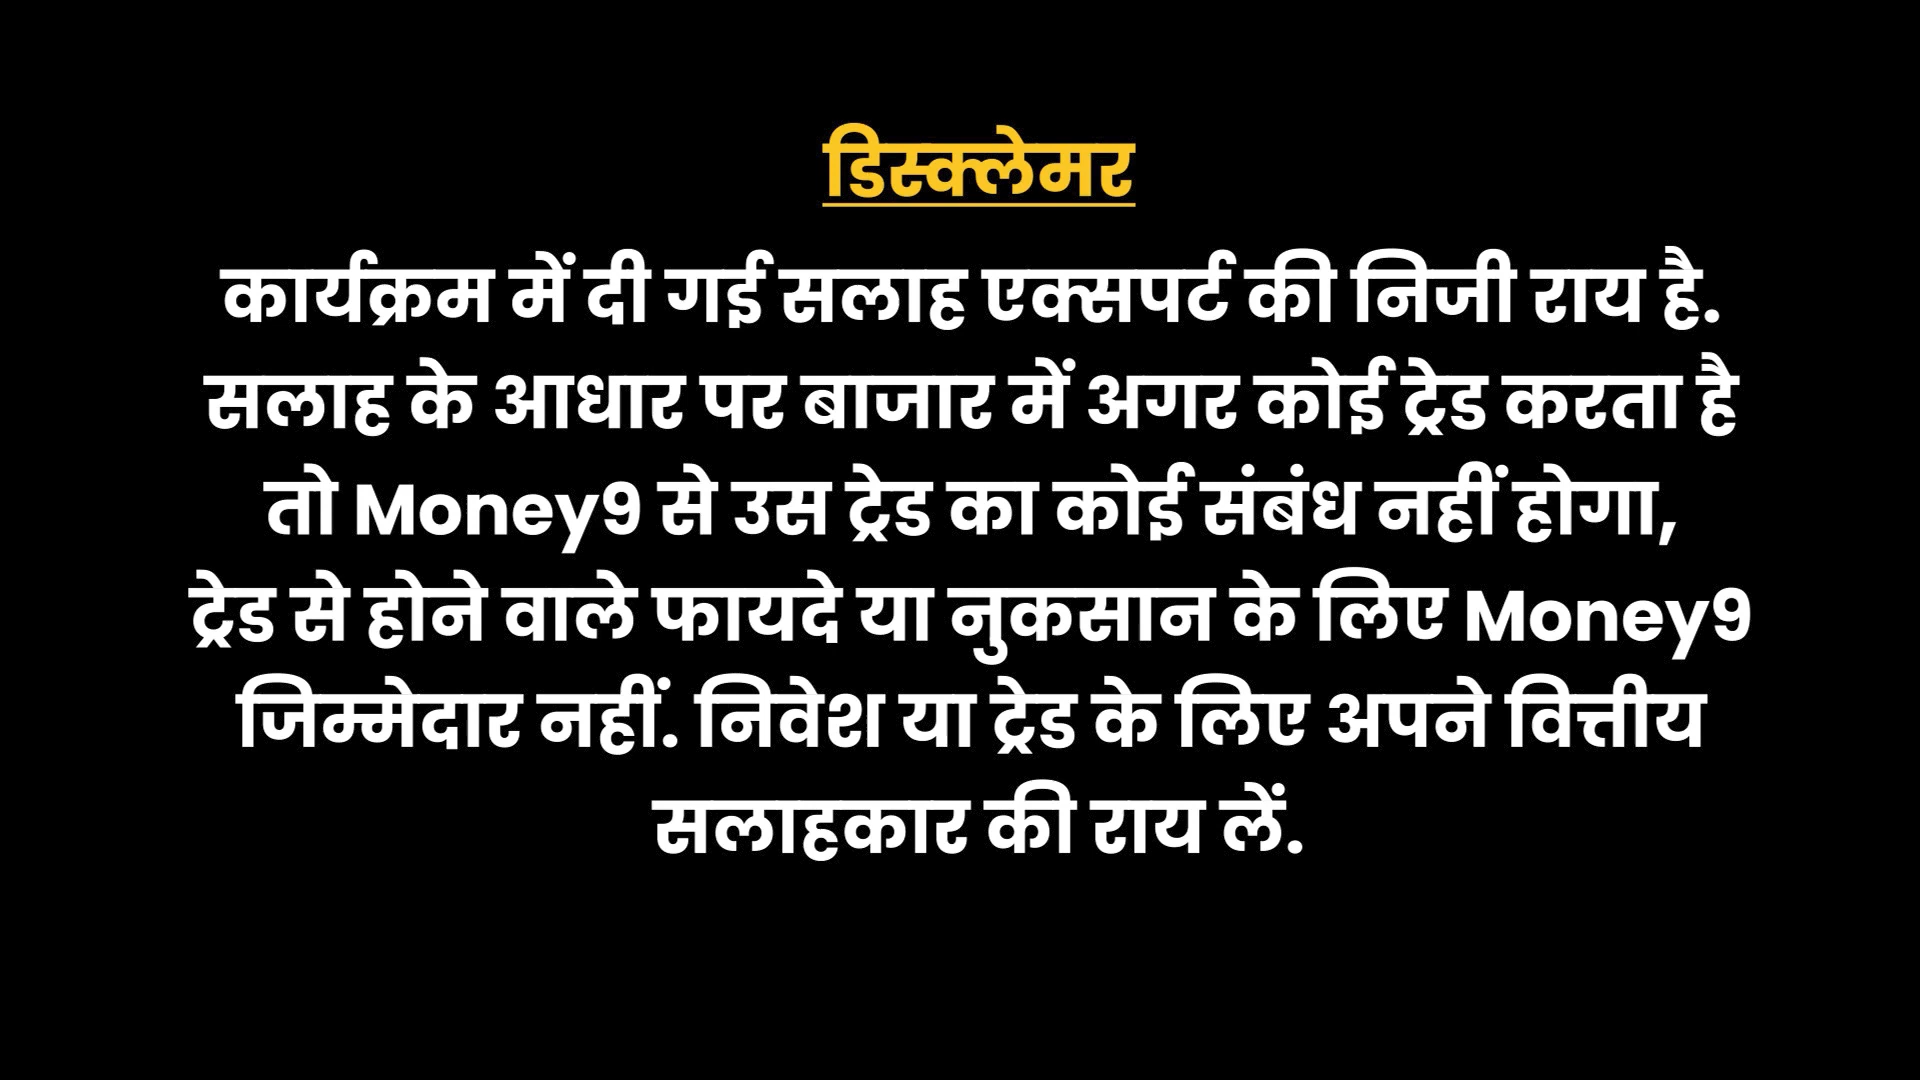 डिस्क्लेमर
कार्यक्रम में दी गई सलाह एक्सपर्ट की निजी राय है.
सलाह के आधार पर बाजार में अगर कोई ट्रेड करता है
तो Money9 से उस ट्रेड का कोई संबंध नहीं होगा,
ट्रेड से होने वाले फायदे या नुकसान के लिए Money9
जिम्मेदार नहीं. निवेश या ट्रेड के लिए अपने वित्तीय
सलाहकार की राय लें.